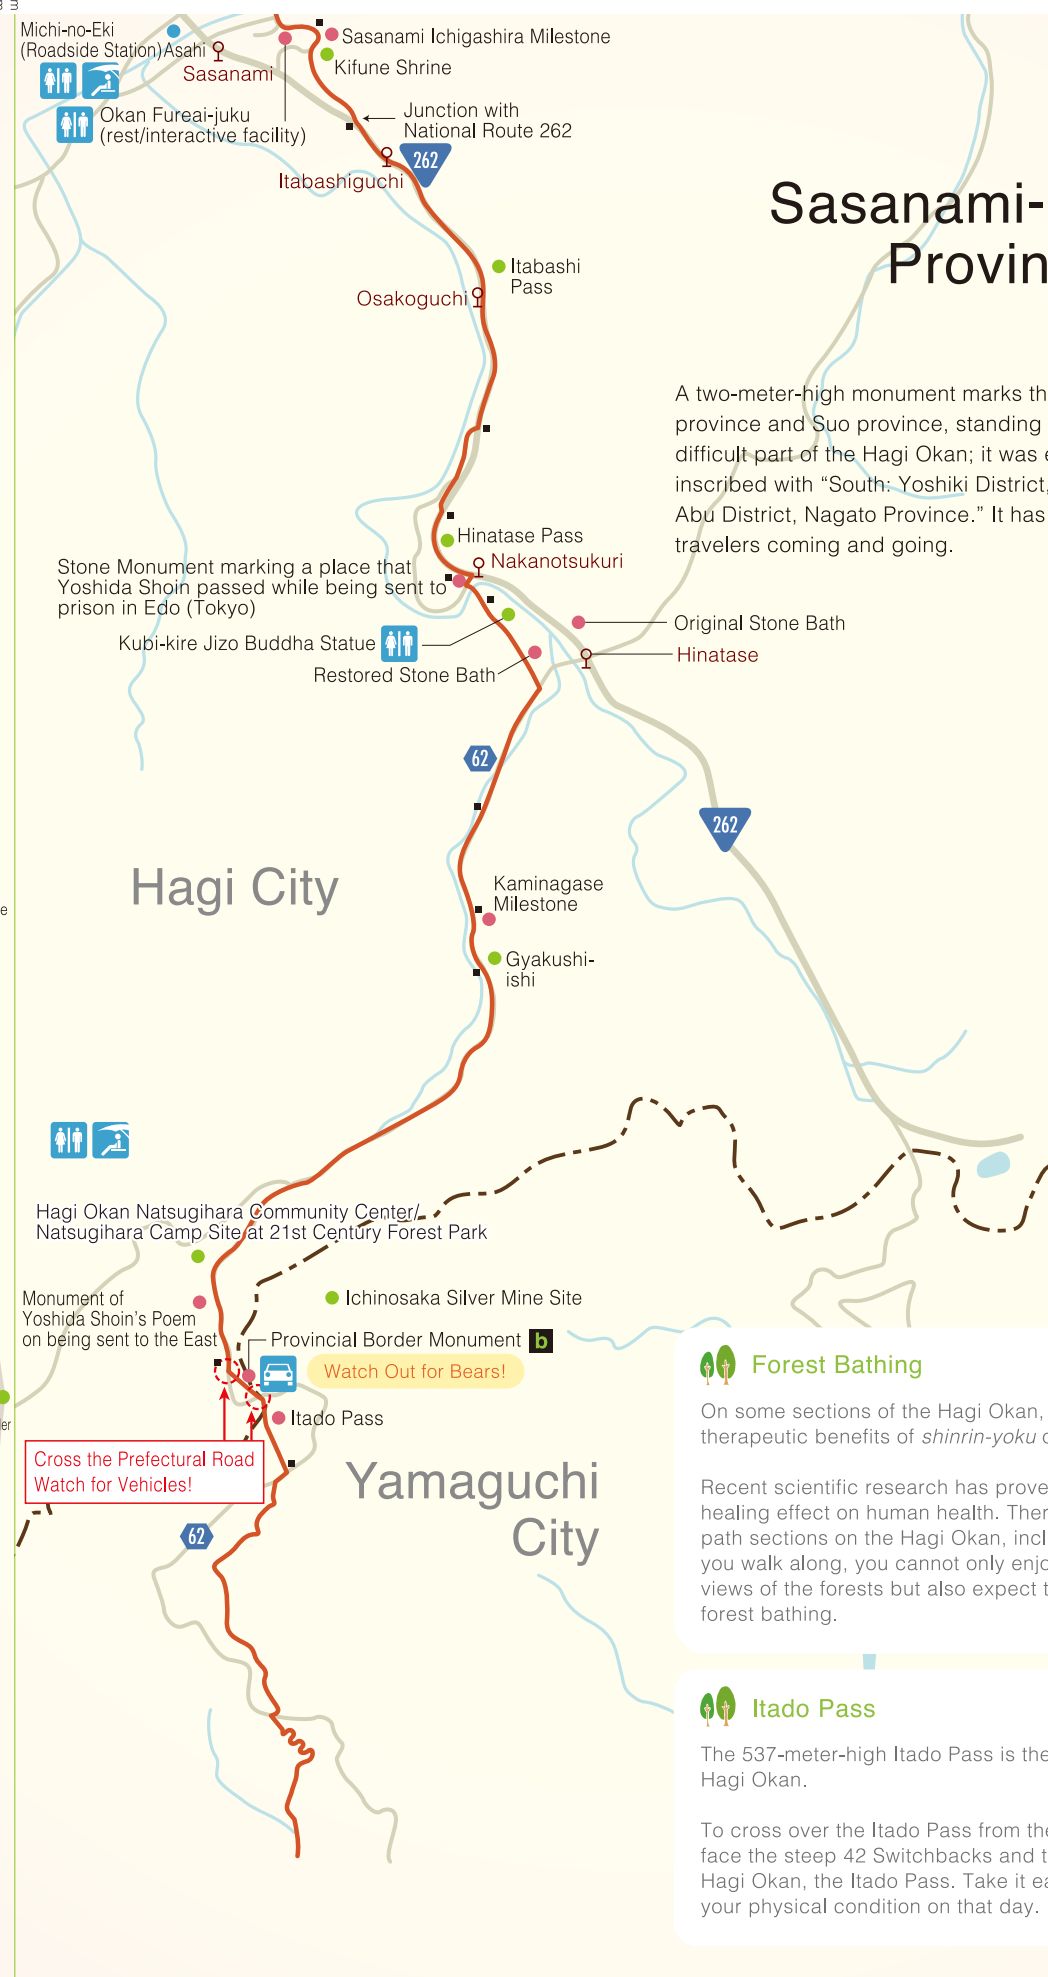 Michi-no-Eki
(Roadside Station)Asahi
Sasanami
Sasanami Ichigashira Milestone
Kifune Shrine
Okan Fureai-juku
(rest/interactive facility)
Junction with
National Route 262
262
Itabashiguchi
Sasanami-
Provin
Itabashi
Pass
Osakoguchi
A two-meter-high monument marks th
province and Suo province, standing
difficult part of the Hagi Okan; it was e
inscribed with “South: Yoshiki District,
Abu District, Nagato Province.” It has
travelers coming and going.
Hinatase Pass
Nakanotsukuri
Stone Monument marking a place that
Yoshida Shoin passed while being sent to
prison in Edo (Tokyo)
Kubi-kire Jizo Buddha Statue
Restored Stone Bath
Original Stone Bath
Hinatase
62
262
Hagi City
Kaminagase
Milestone
Gyakushi-
ishi
Hagi Okan Natsugihara Community Center/
Natsugihara Camp Site at 21st Century Forest Park
Monument of
Yoshida Shoin's Poem
on being sent to the East
Ichinosaka Silver Mine Site
Provincial Border Monument b
Watch Out for Bears!
Itado Pass
Cross the Prefectural Road
Watch for Vehicles!
Yamaguchi
City
62
Forest Bathing
On some sections of the Hagi Okan,
therapeutic benefits of shinrin-yoku o
Recent scientific research has prove
healing effect on human health. Ther
path sections on the Hagi Okan, incl
you walk along, you cannot only enjo
views of the forests but also expect t
forest bathing.
Itado Pass
The 537-meter-high Itado Pass is the
Hagi Okan.
To cross over the Itado Pass from the
face the steep 42 Switchbacks and t
Hagi Okan, the Itado Pass. Take it ea
your physical condition on that day.